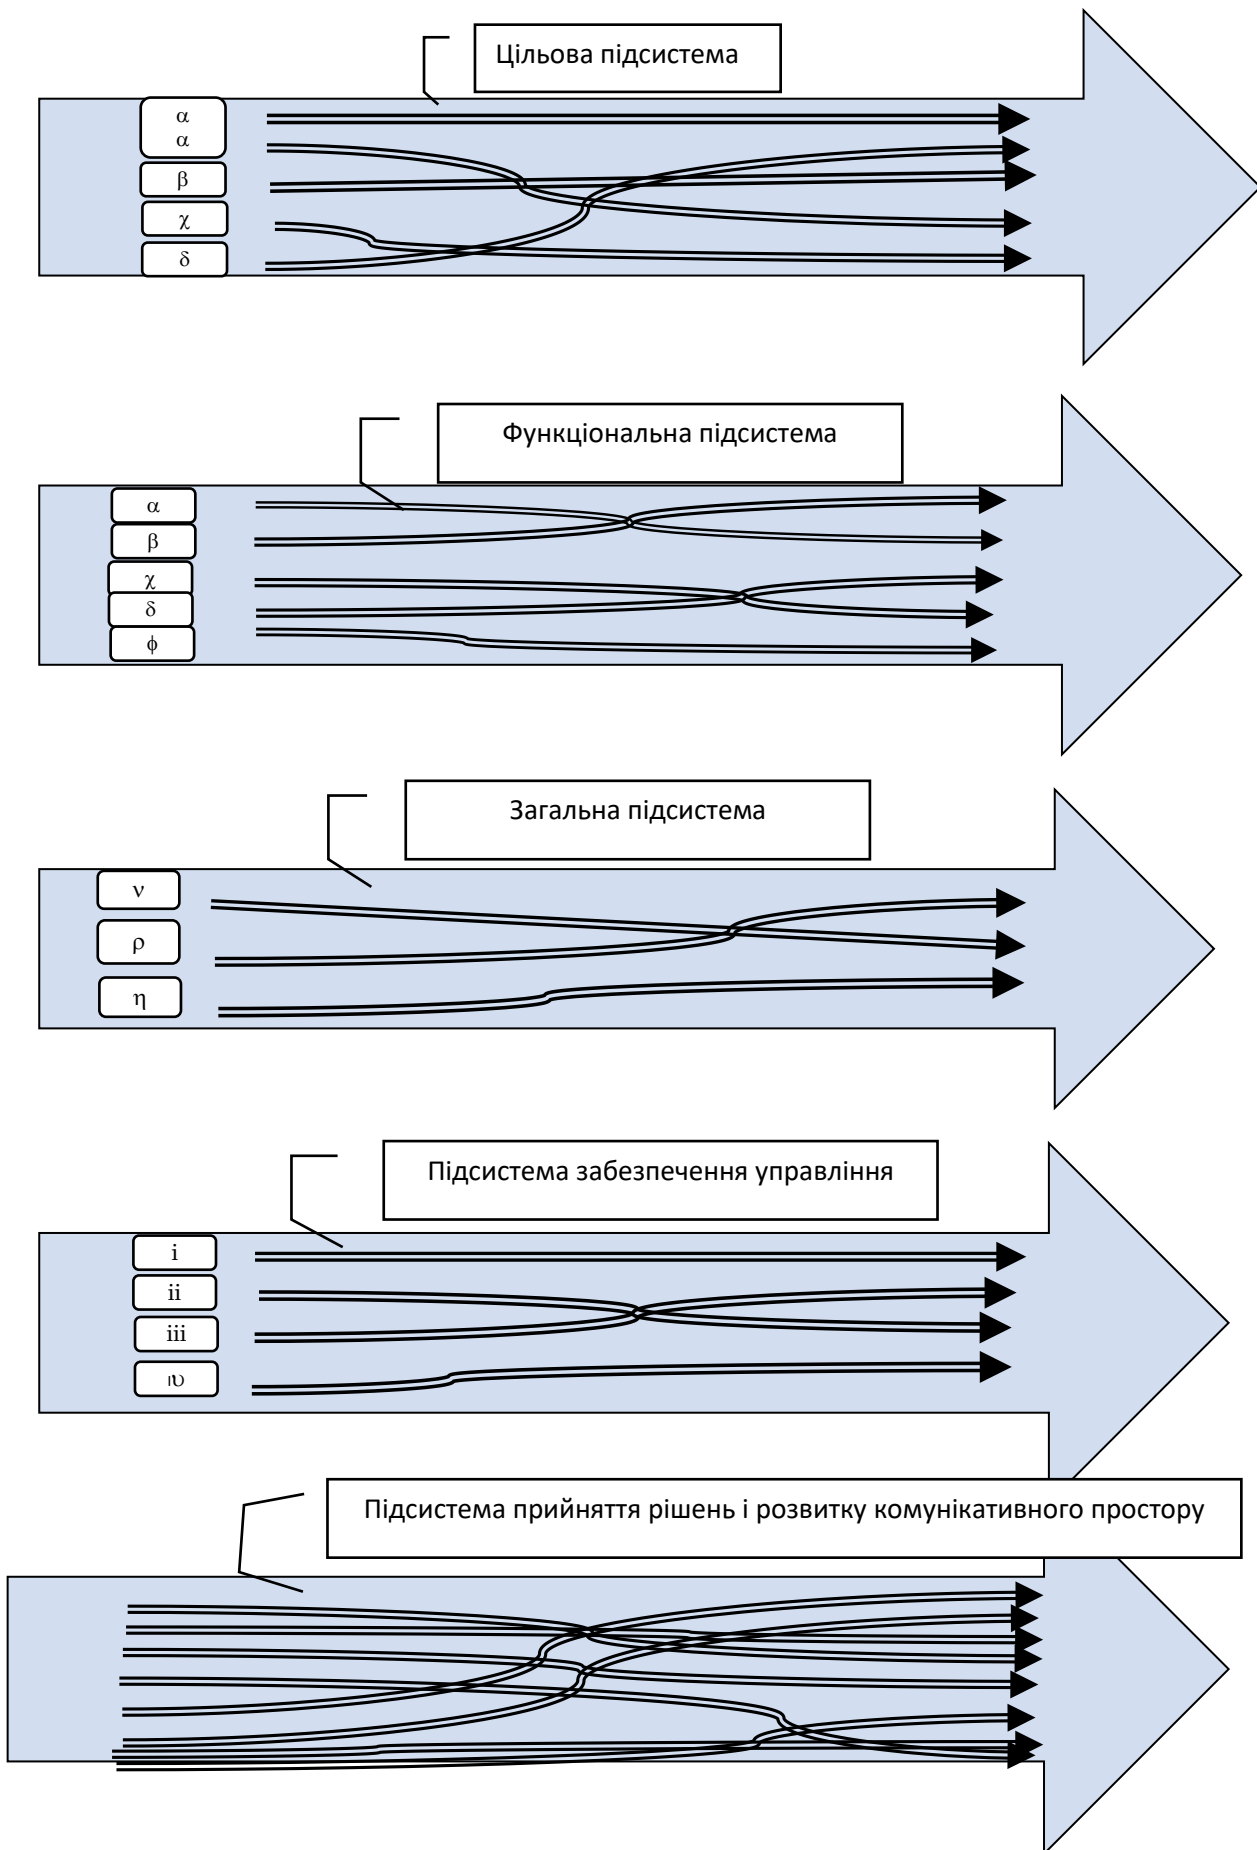 Цільова підсистема
α
α
β
χ
δ
Функціональна підсистема
α
β
χ
δ
ϕ
Загальна підсистема
ν
ρ
η
Підсистема забезпечення управління
i
ii
iii
ιυ
Підсистема прийняття рішень і розвитку комунікативного простору